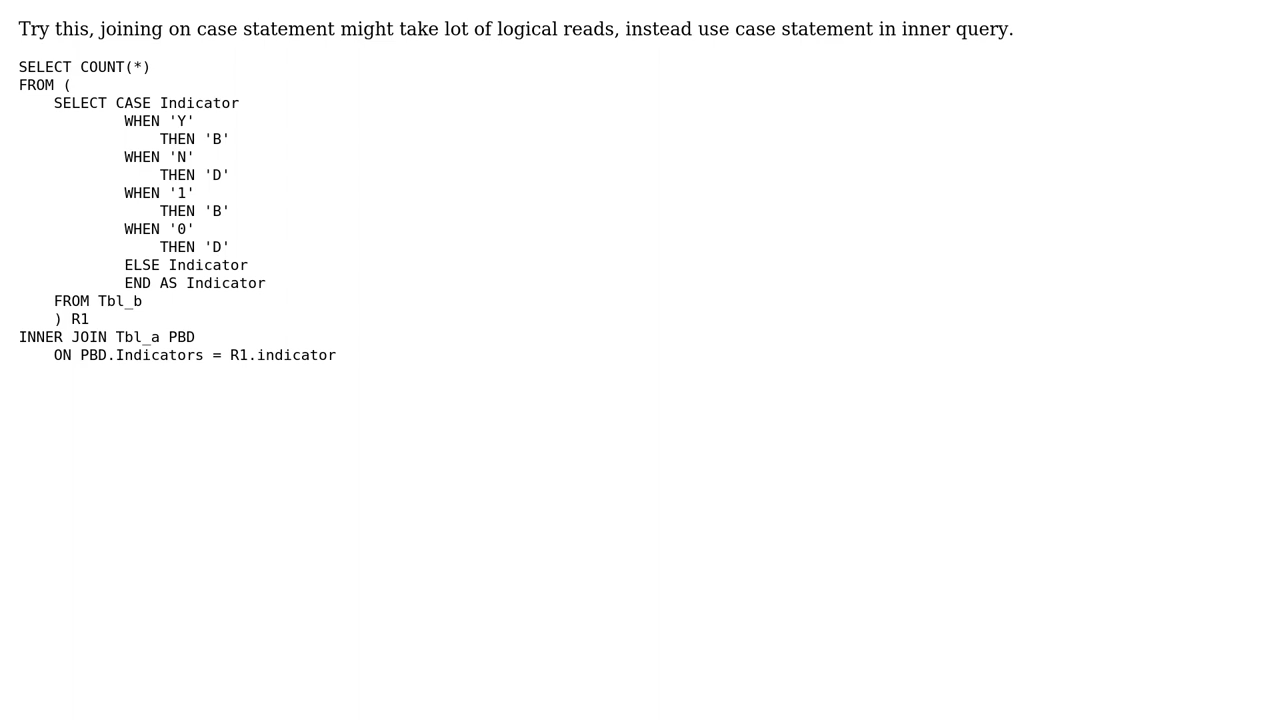 Try this, joining on case statement might take lot of logical reads, instead use case statement in inner query.
SELECT COUNT(*)
FROM (
    SELECT CASE Indicator
            WHEN 'Y'
                THEN 'B'
            WHEN 'N'
                THEN 'D'
            WHEN '1'
                THEN 'B'
            WHEN '0'
                THEN 'D'
            ELSE Indicator
            END AS Indicator
    FROM Tbl_b
    ) R1
INNER JOIN Tbl_a PBD
    ON PBD.Indicators = R1.indicator